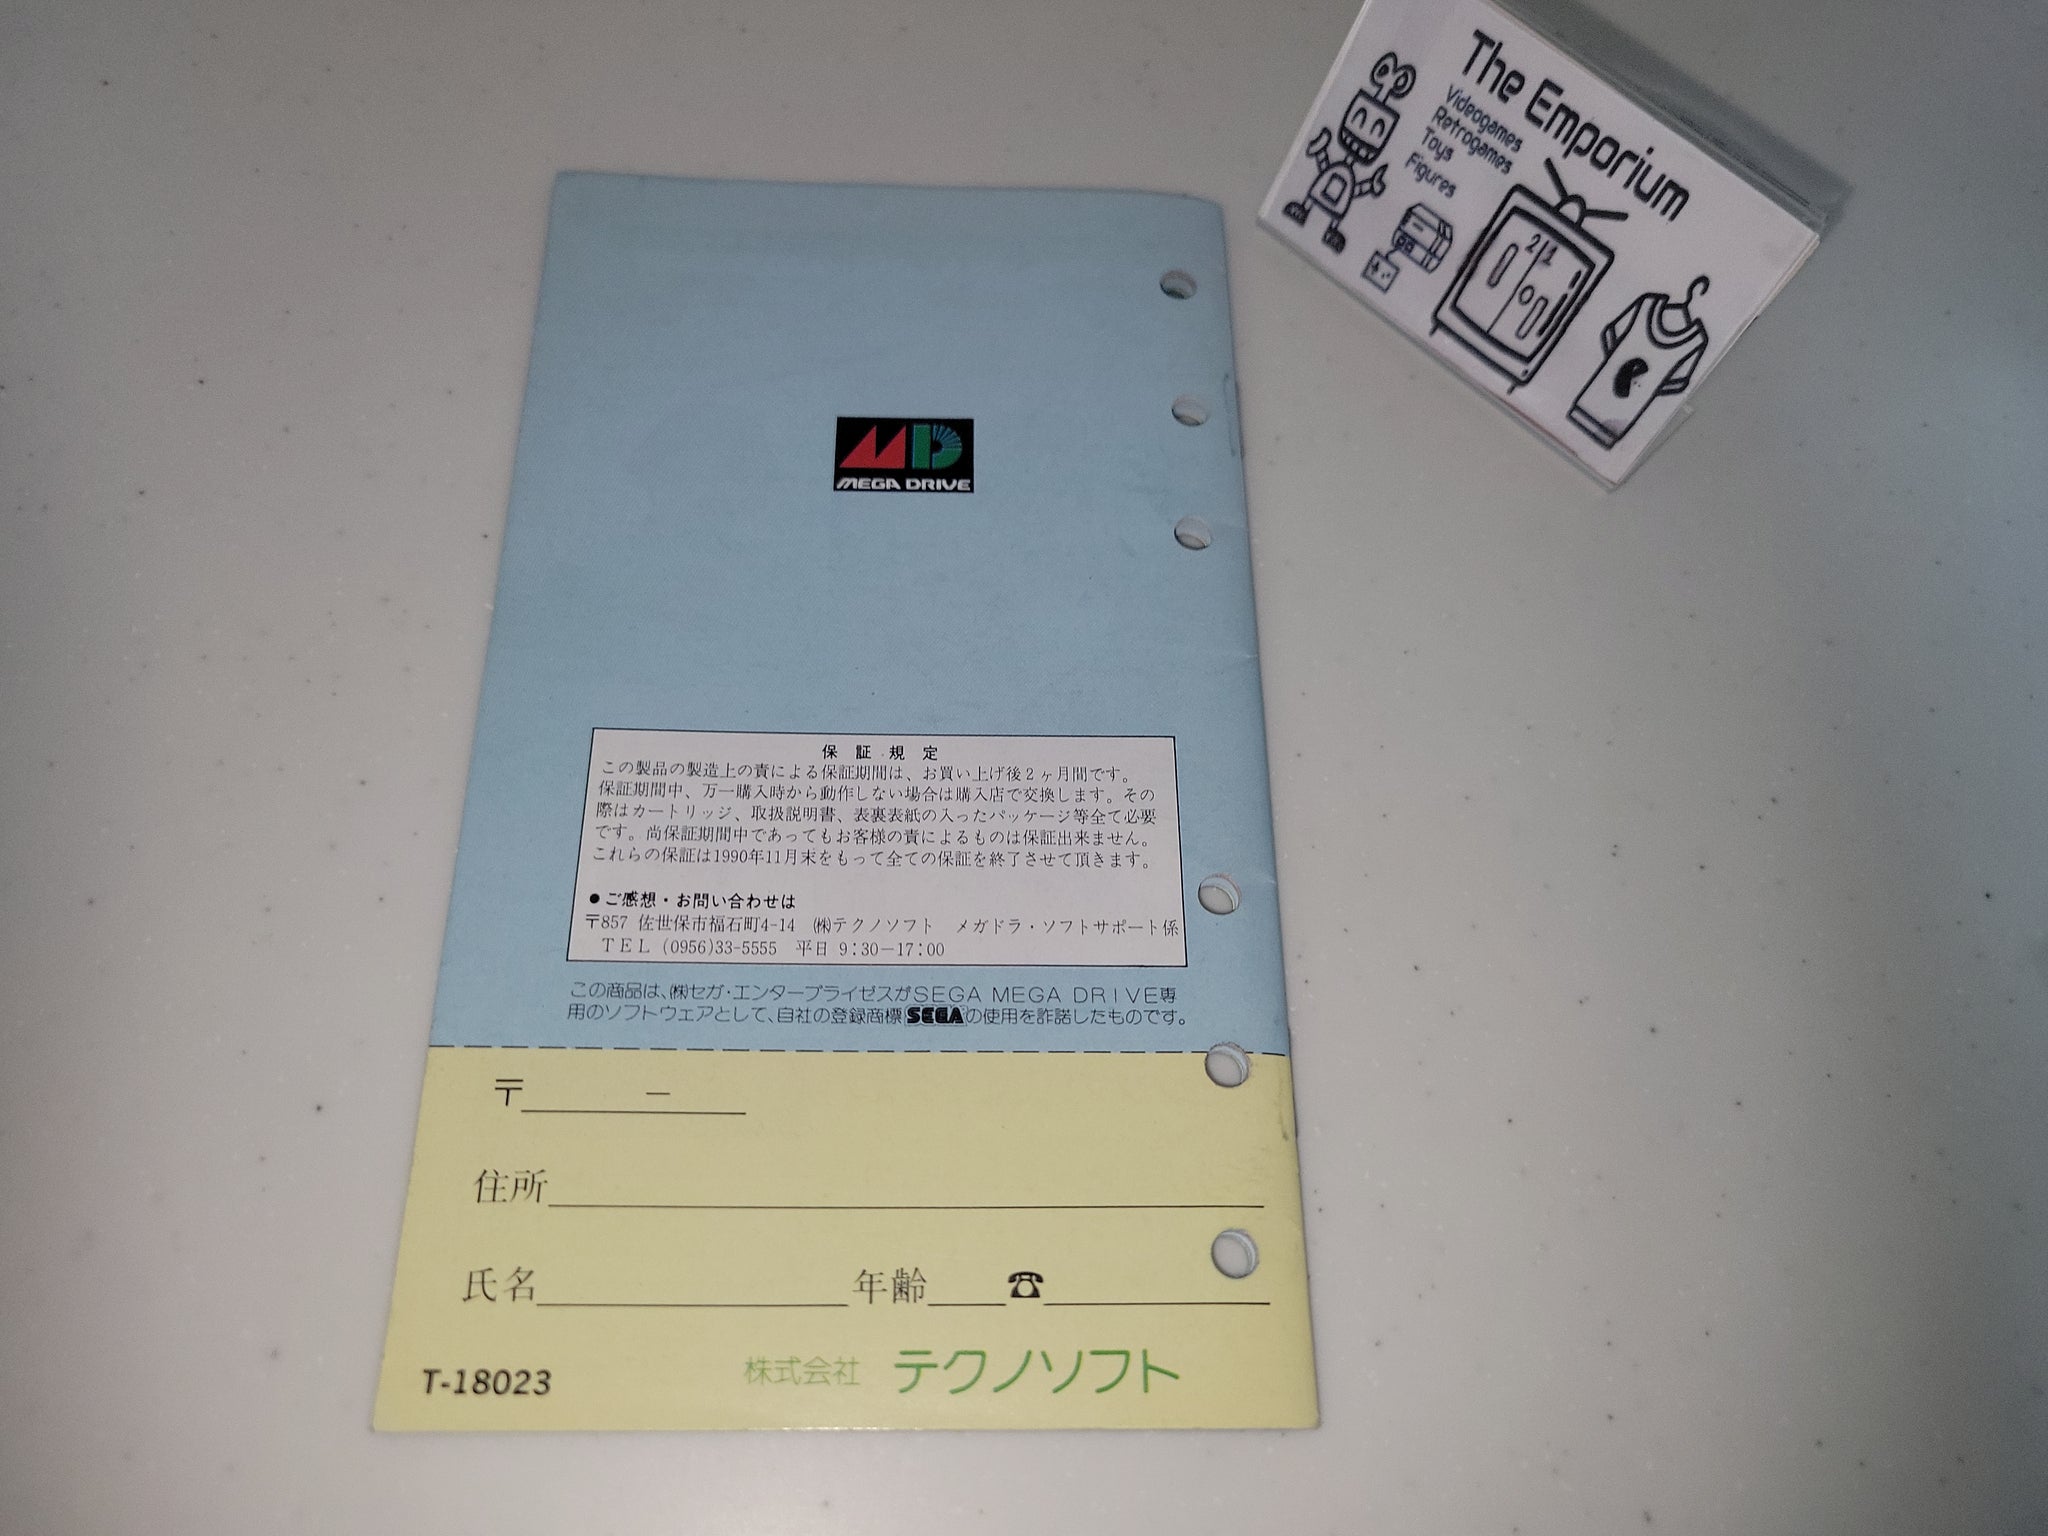 The Emporium
Videogames
Retrogames
Toys
Figures
2 1
MD
MEGA DRIVE
保証規定
この製品の製造上の責による保証期間は、お買い上げ後2ヶ月間です。
保証期間中、万一購入時から動作しない場合は購入店で交換します。その
際はカートリッジ、取扱説明書、表裏表紙の入ったパッケージ等全て必要
です。尚保証期間中であってもお客様の責によるものは保証出来ません。
これらの保証は1990年11月末をもって全ての保証を終了させて頂きます。
●ご感想・お問い合わせは
〒857 佐世保市福石町4-14 ㈱テクノソフト メガドラ・ソフトサポート係
TEL (0956)33-5555 平日 9:30-17:00
この商品は、㈱セガ・エンタープライゼスがSEGA MEGA DRIVE専
用のソフトウェアとして、自社の登録商標SEGAの使用を許諾したものです。
〒 -
住所
氏名 年齢 ☎
T-18023 株式会社 テクノソフト